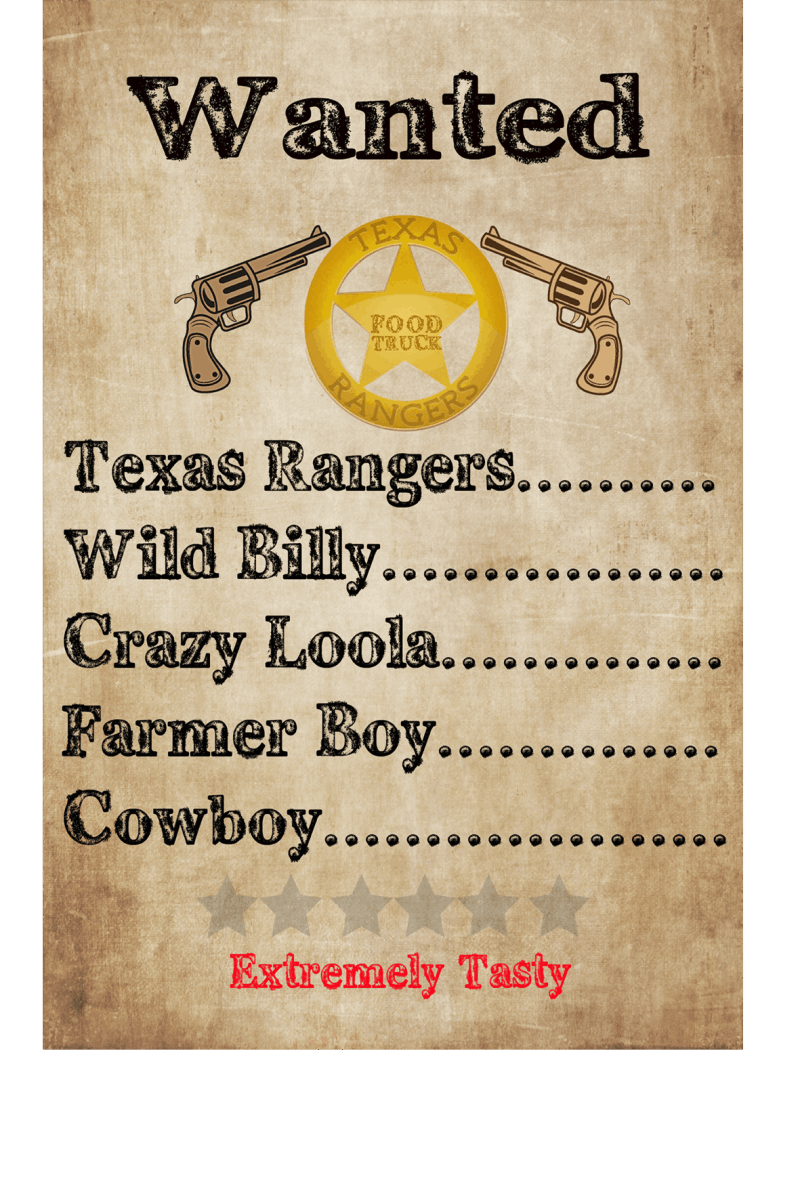 Wanted
TEXAS
FOOD
TRUCK
RANGERS
Texas Rangers..........
Wild Billy.................
Crazy Loola..............
Farmer Boy..............
Cowboy....................
Extremely Tasty